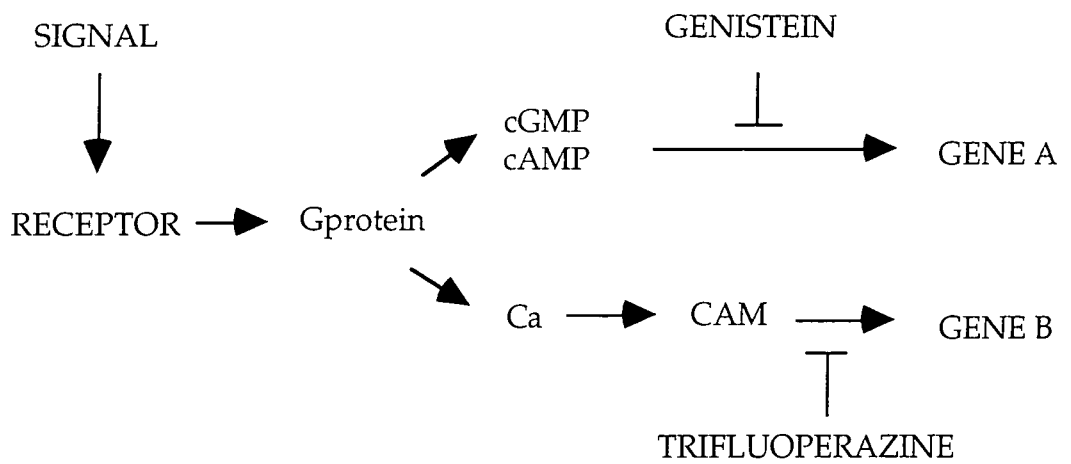 SIGNAL
GENISTEIN
cGMP
cAMP
GENE A
RECEPTOR
Gprotein
Ca
CAM
GENE B
TRIFLUOPERAZINE